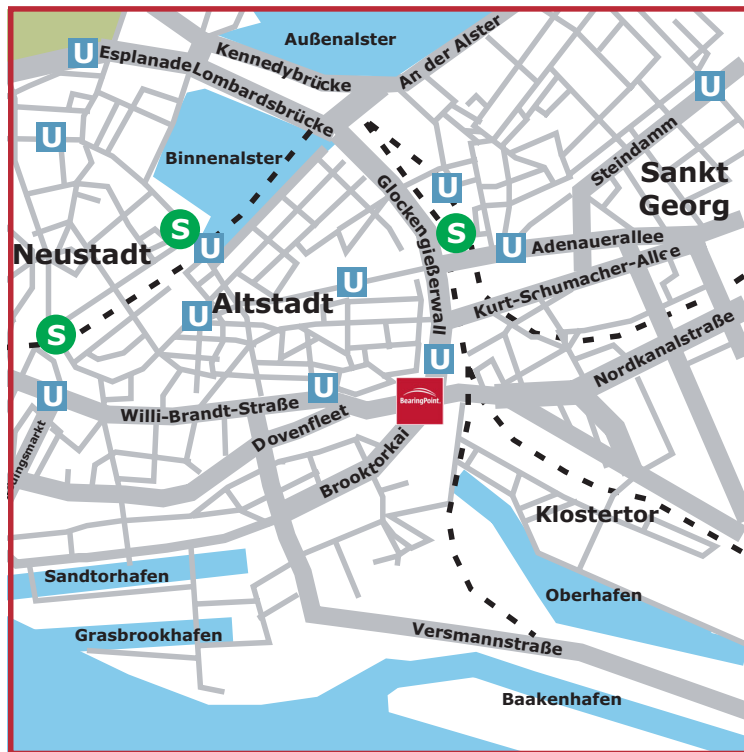 Außenalster
U
Esplanade
Kennedybrücke
An der Alster
Lombardsbrücke
U
U
Binnenalster
Steindamm
Sankt
Georg
U
Glockengießerwall
S
S
U
U
Adenauerallee
Neustadt
Kurt-Schumacher-Allee
U
Altstadt
U
S
U
Nordkanalstraße
U
U
BearingPoint.
Willi-Brandt-Straße
Dovenfleet
Brooktorkai
Klostertor
Sandtorhafen
Oberhafen
Grasbrookhafen
Versmannstraße
Baakenhafen